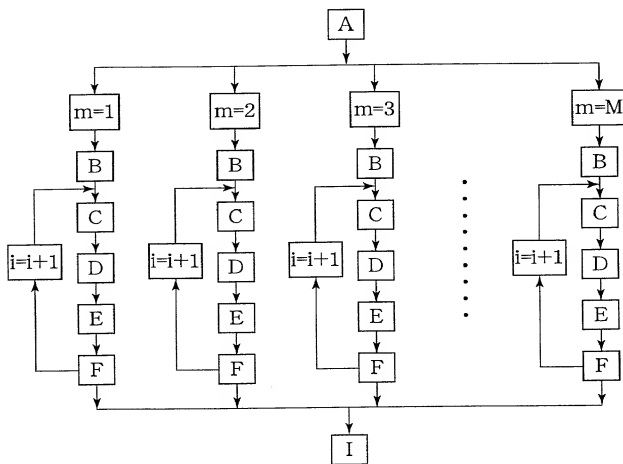 A
m=1 m=2 m=3 m=M
B B B B
C C C C
i=i+1 D i=i+1 D i=i+1 D i=i+1 D
E E E E
F F F F
I